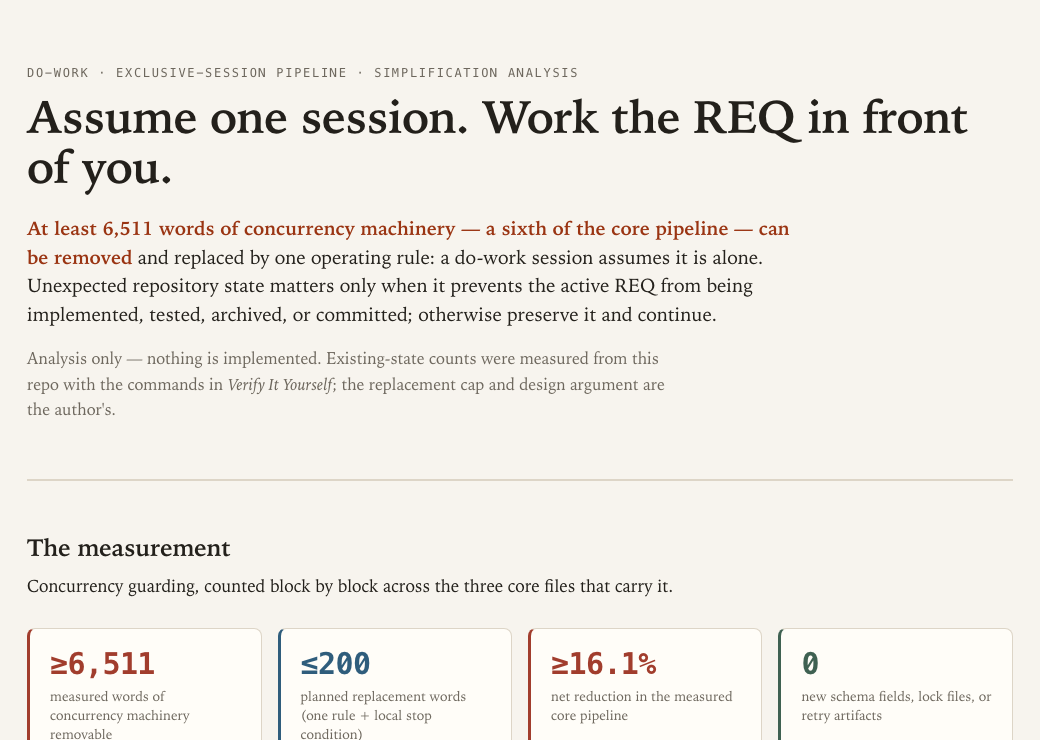 DO-WORK · EXCLUSIVE-SESSION PIPELINE · SIMPLIFICATION ANALYSIS
Assume one session. Work the REQ in front
of you.
At least 6,511 words of concurrency machinery — a sixth of the core pipeline — can
be removed and replaced by one operating rule: a do-work session assumes it is alone.
Unexpected repository state matters only when it prevents the active REQ from being
implemented, tested, archived, or committed; otherwise preserve it and continue.
Analysis only — nothing is implemented. Existing-state counts were measured from this
repo with the commands in Verify It Yourself; the replacement cap and design argument are
the author's.
The measurement
Concurrency guarding, counted block by block across the three core files that carry it.
≥6,511
measured words of
concurrency machinery
removable
≤200
planned replacement words
(one rule + local stop
condition)
≥16.1%
net reduction in the measured
core pipeline
0
new schema fields, lock files, or
retry artifacts